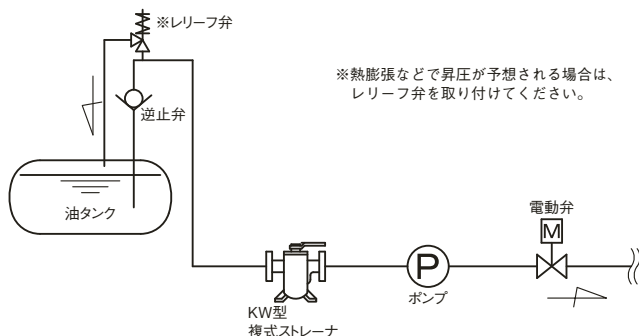 ※レリーフ弁
※熱膨張などで昇圧が予想される場合は、
レリーフ弁を取り付けてください。
逆止弁
油タンク
電動弁
M
P
ポンプ
KW型
複式ストレーナ